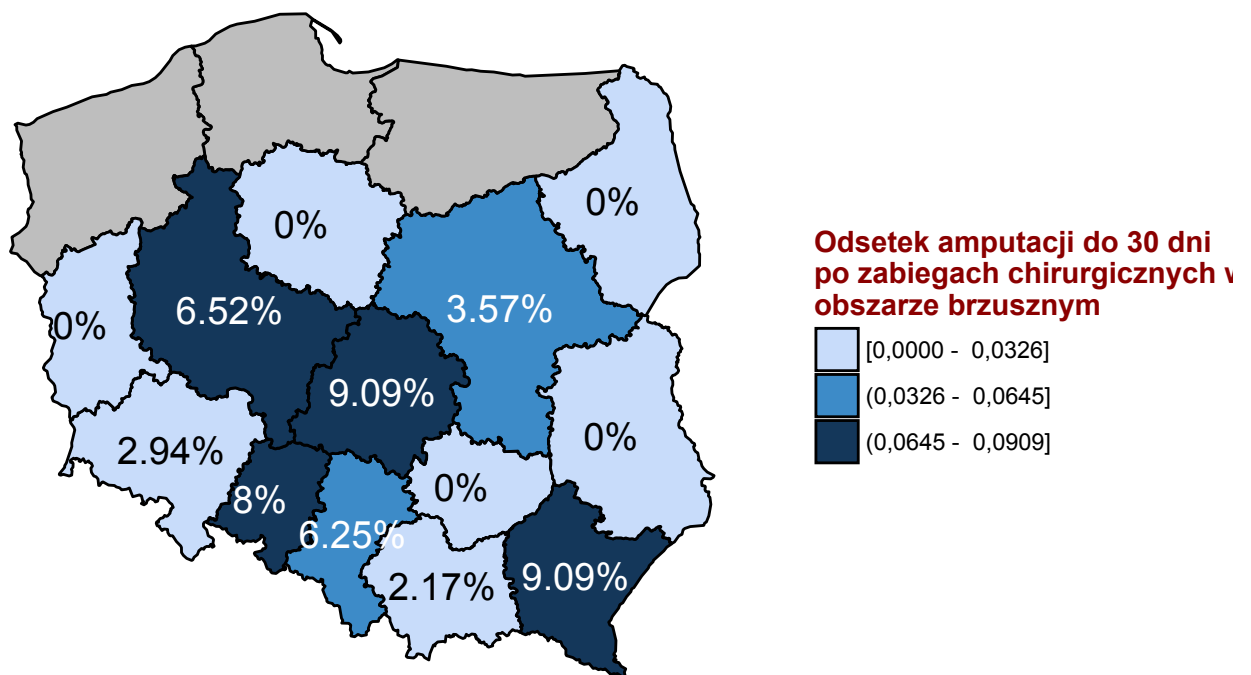 0%
0%
6.52%
3.57%
0%
9.09%
2.94%
0%
0%
8%
6.25%
2.17%
9.09%
Odsetek amputacji do 30 dni
po zabiegach chirurgicznych w
obszarze brzusznym
[0,0000 - 0,0326]
(0,0326 - 0,0645]
(0,0645 - 0,0909]